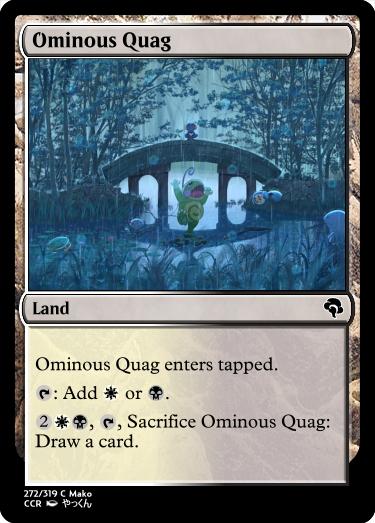 Ominous Quag
Land
Ominous Quag enters tapped.
: Add or .
2 , , Sacrifice Ominous Quag:
Draw a card.
272/319 C Mako
CCR やっくん